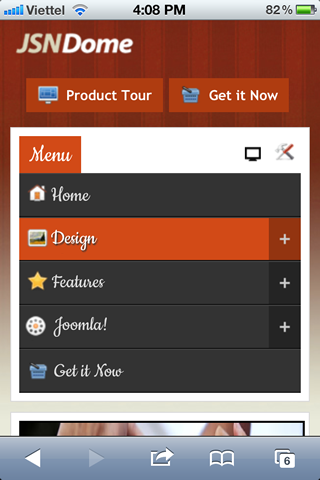 Viettel 4:08 PM 82%
JSNDome
Product Tour Get it Now
Menu
Home
Design +
Features +
Joomla! +
Get it Now
6